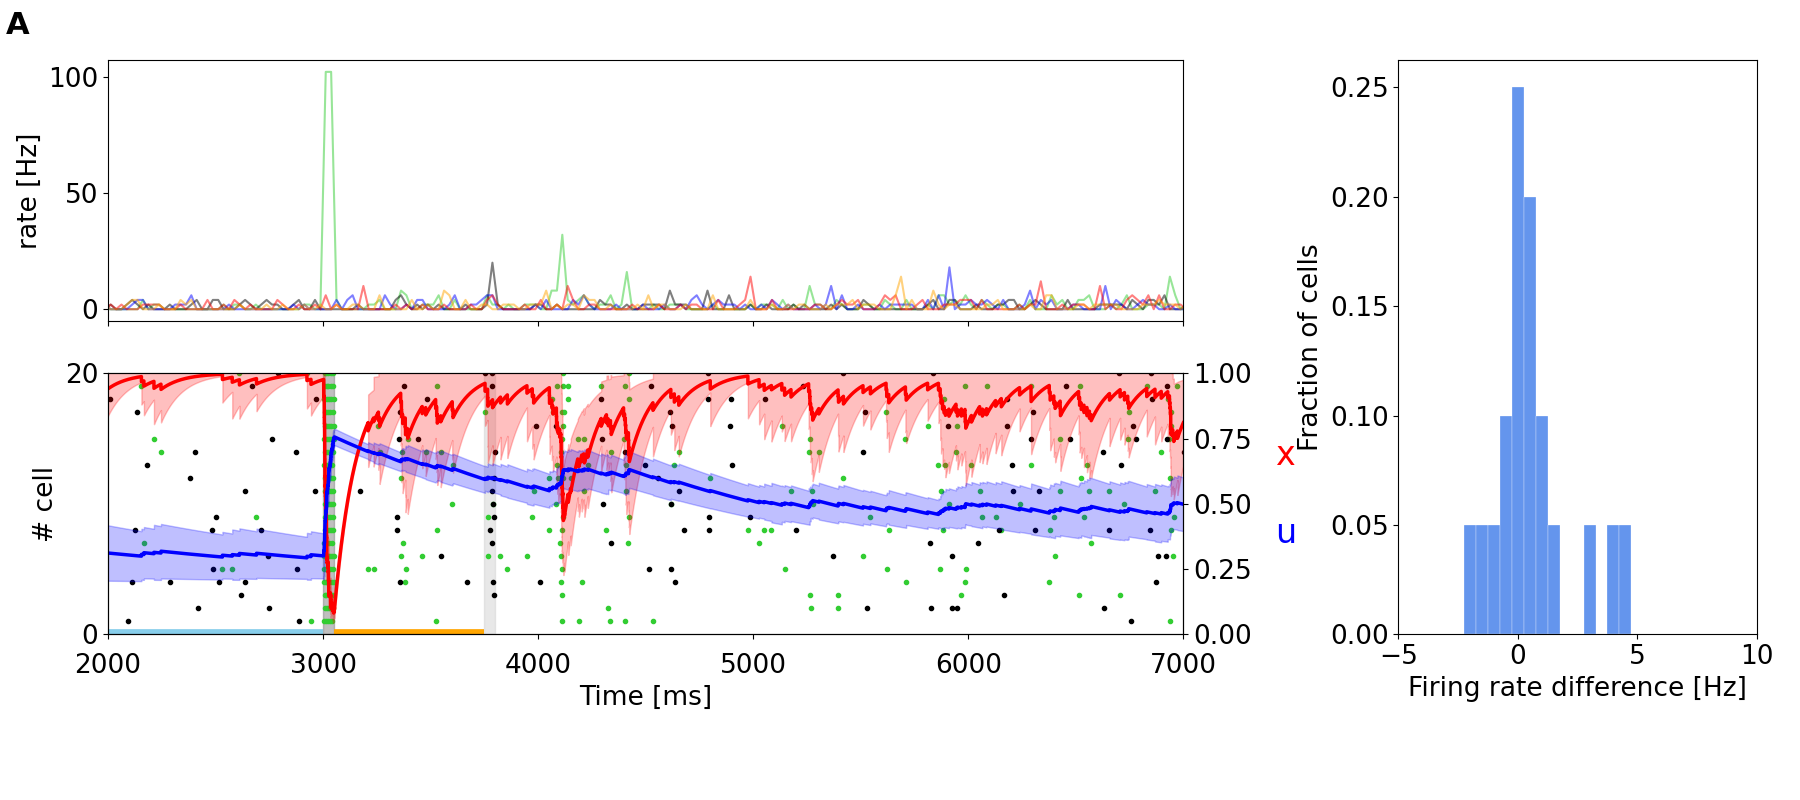 A
100
50
0
rate [Hz]
20
0
# cell
1.00
0.75
0.50
0.25
0.00
x
u
2000 3000 4000 5000 6000 7000
Time [ms]
0.25
0.20
0.15
0.10
0.05
0.00
Fraction of cells
−5 0 5 10
Firing rate difference [Hz]